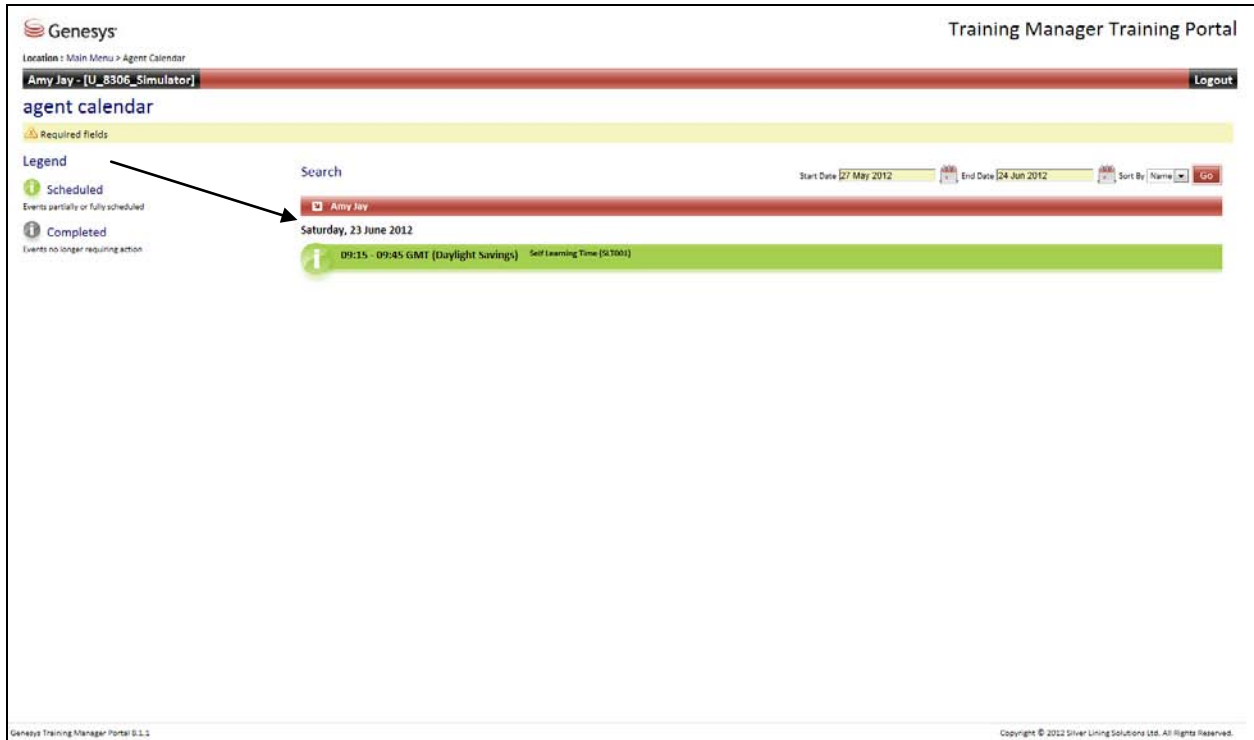 Genesys
Training Manager Training Portal
Location : Main Menu > Agent Calendar
Amy Jay - [U_8306_Simulator]
Logout
agent calendar
Required fields
Legend
Scheduled
Events partially or fully scheduled
Completed
Events no longer requiring action
Search
Start Date 27 May 2012 End Date 24 Jun 2012 Sort By Name Go
Amy Jay
Saturday, 23 June 2012
09:15 - 09:45 GMT (Daylight Savings) Self Learning Time (SLT001)
Genesys Training Manager Portal 8.1.1
Copyright © 2012 Silver Lining Solutions Ltd. All Rights Reserved.